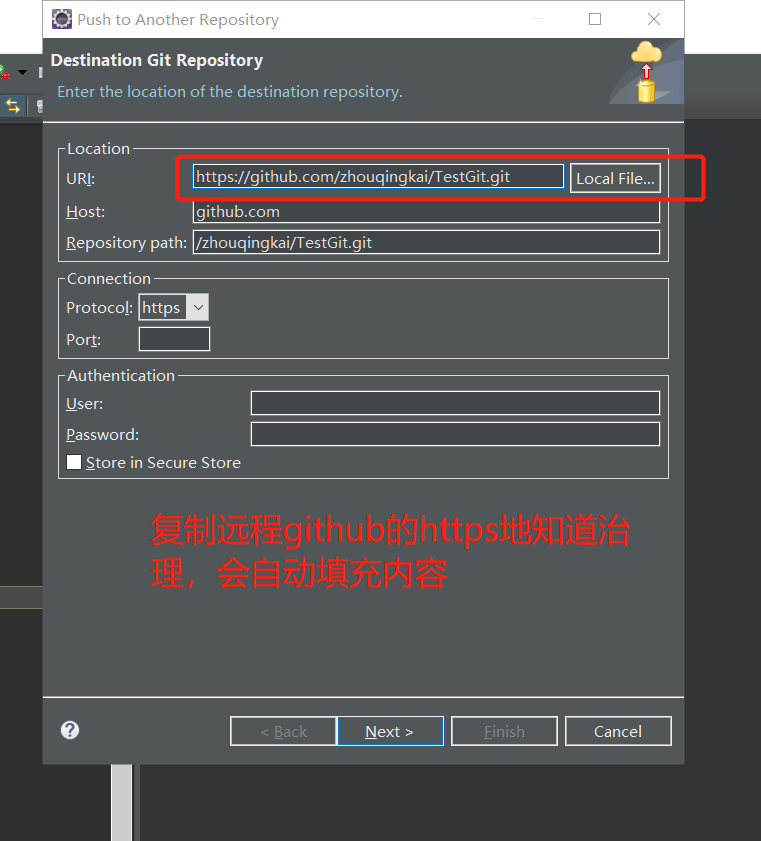 Push to Another Repository
Destination Git Repository
Enter the location of the destination repository.
Location
URI:
https://github.com/zhouqingkai/TestGit.git
Local File...
Host:
github.com
Repository path:
/zhouqingkai/TestGit.git
Connection
Protocol:
https
Port:
Authentication
User:
Password:
Store in Secure Store
复制远程github的https地知道治
理，会自动填充内容
?
< Back
Next >
Finish
Cancel